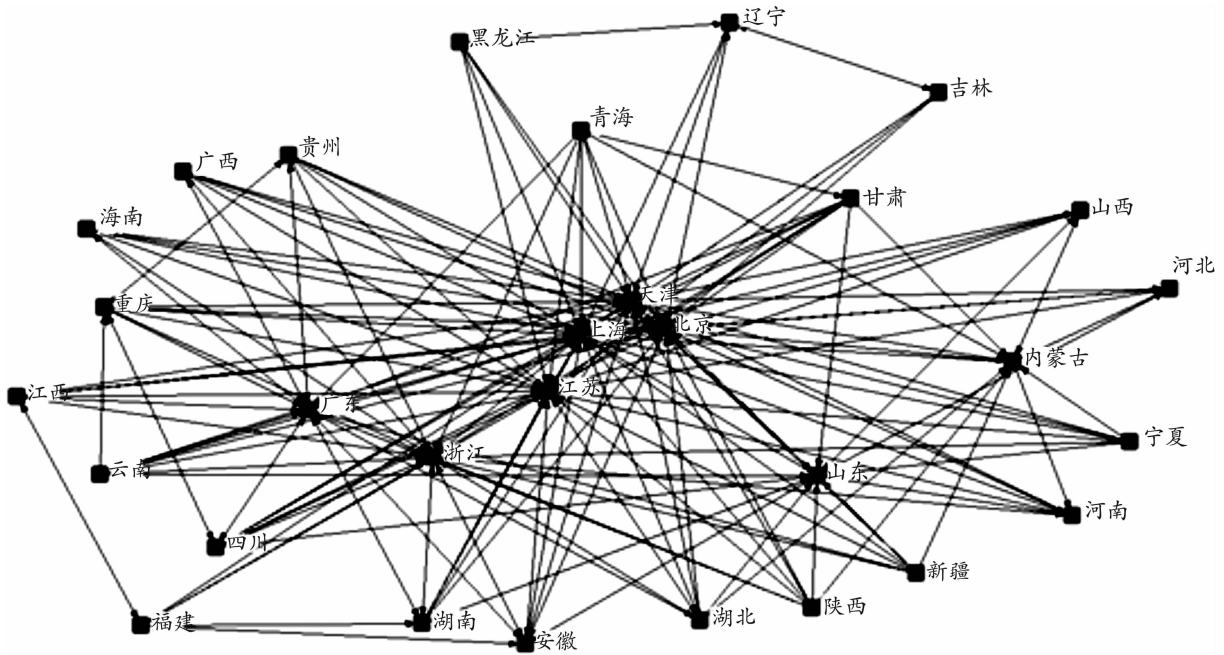 辽宁
黑龙江
吉林
青海
贵州
广西
甘肃
山西
海南
河北
天津
重庆
上海
北京
内蒙古
江西
江苏
广东
宁夏
浙江
云南
山东
河南
四川
新疆
陕西
湖北
福建
湖南
安徽